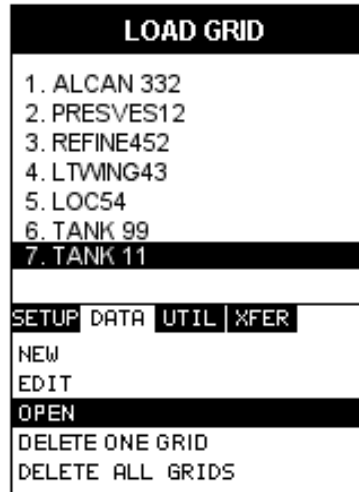 LOAD GRID
1. ALCAN 332
2. PRESVES12
3. REFINE452
4. LTWING43
5. LOC54
6. TANK 99
7. TANK 11
SETUP DATA UTIL XFER
NEW
EDIT
OPEN
DELETE ONE GRID
DELETE ALL GRIDS